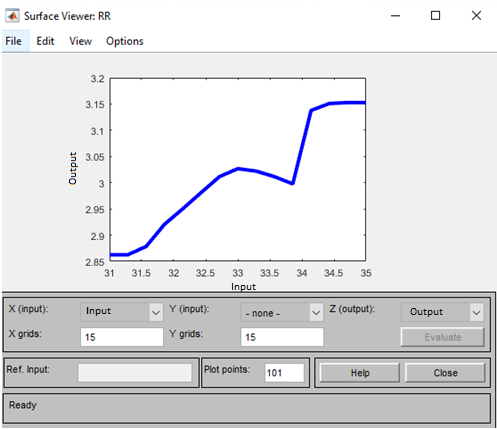 Surface Viewer: RR
File Edit View Options
3.2
3.15
3.1
3.05
3
2.95
2.9
2.85
Output
31 31.5 32 32.5 33 33.5 34 34.5 35
Input
X (input): Input Y (input): - none - Z (output): Output
X grids: 15 Y grids: 15 Evaluate
Ref. Input: Plot points: 101 Help Close
Ready